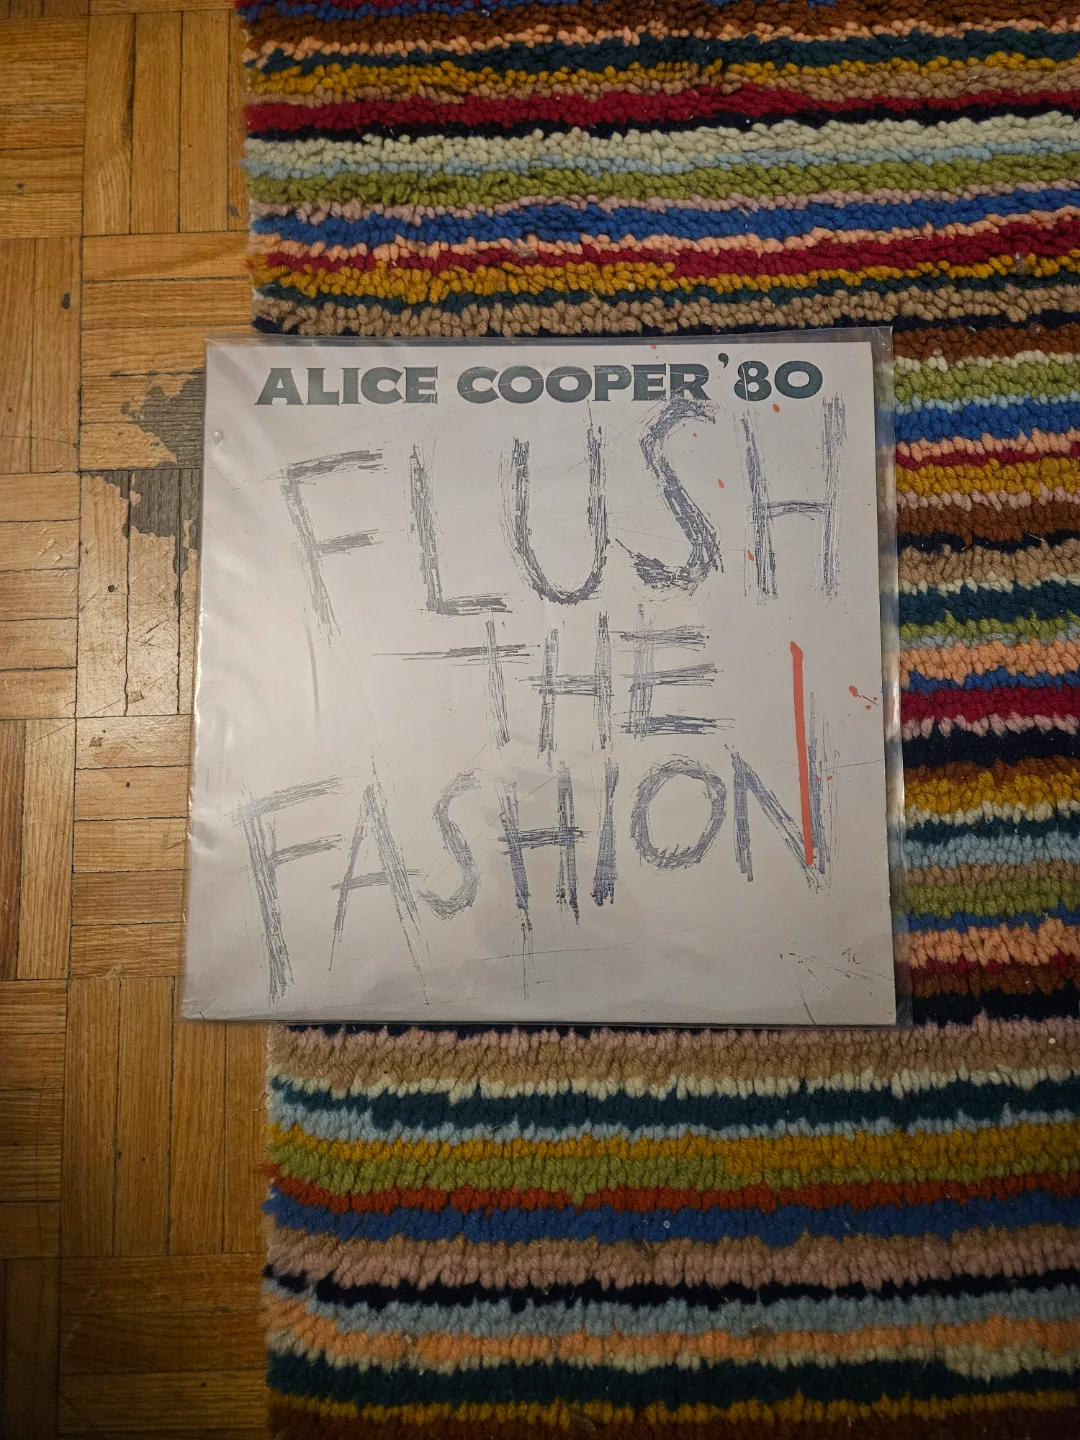 ALICE COOPER '80
FLUSH
THE
FASHION
AC